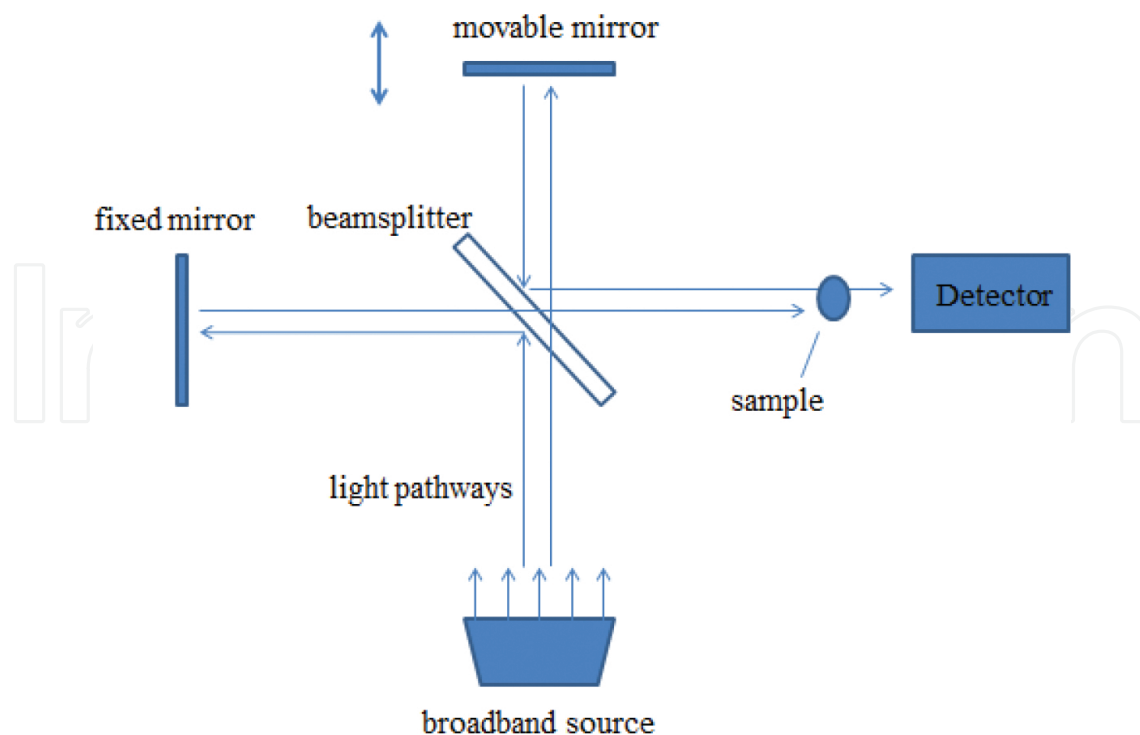 movable mirror
fixed mirror
beamsplitter
Detector
sample
light pathways
broadband source